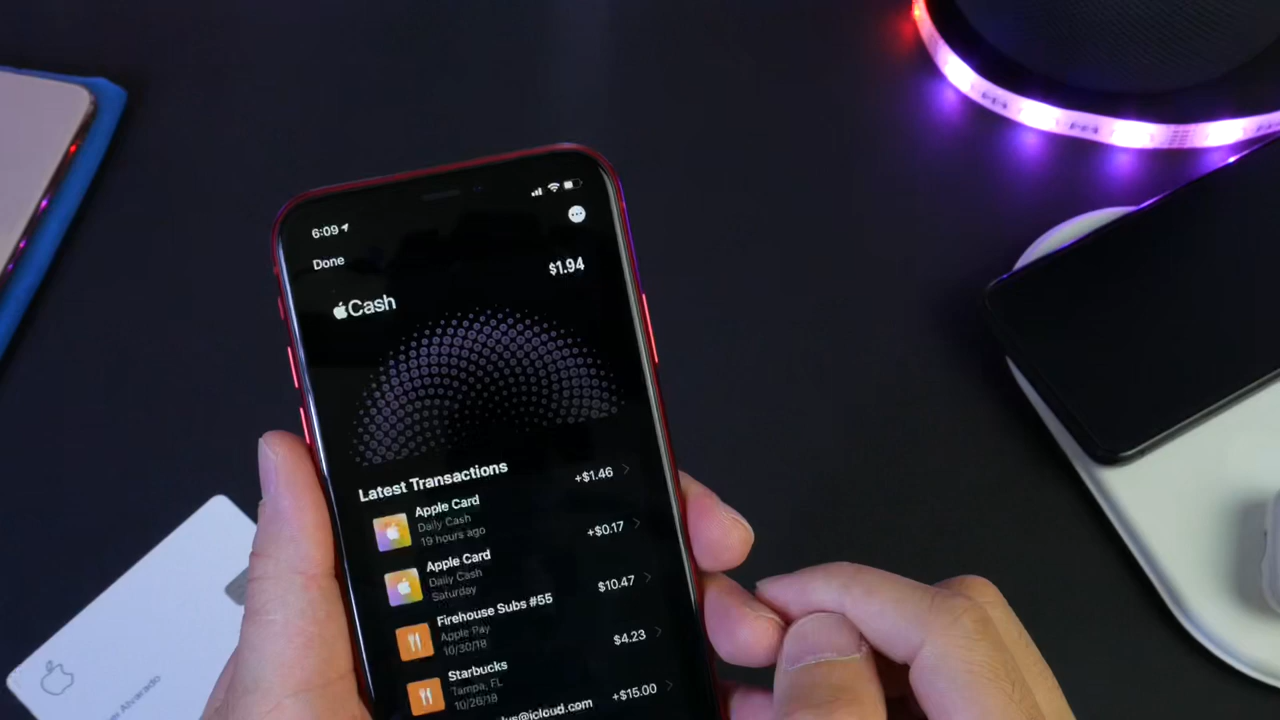 6:09
Done
$1.94
Cash
Latest Transactions
Apple Card
Daily Cash
19 hours ago
+$1.46
Apple Card
Daily Cash
Saturday
+$0.17
Firehouse Subs #55
Apple Pay
10/30/18
$10.47
Starbucks
Tampa, FL
10/26/18
$4.23
@icloud.com
+$15.00
Alvarado